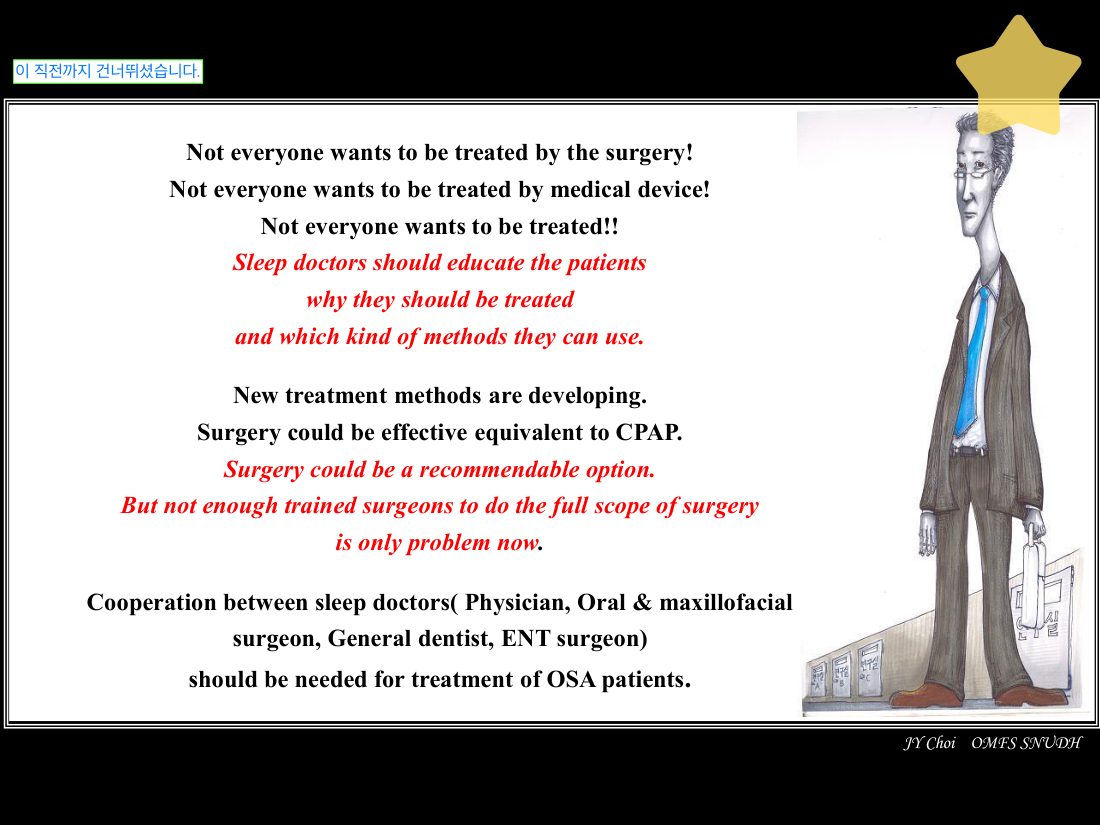 이 직전까지 건너뛰셨습니다.
Not everyone wants to be treated by the surgery!
Not everyone wants to be treated by medical device!
Not everyone wants to be treated!!
Sleep doctors should educate the patients
why they should be treated
and which kind of methods they can use.
New treatment methods are developing.
Surgery could be effective equivalent to CPAP.
Surgery could be a recommendable option.
But not enough trained surgeons to do the full scope of surgery
is only problem now.
Cooperation between sleep doctors( Physician, Oral & maxillofacial
surgeon, General dentist, ENT surgeon)
should be needed for treatment of OSA patients.
JY Choi OMFS SNUDH